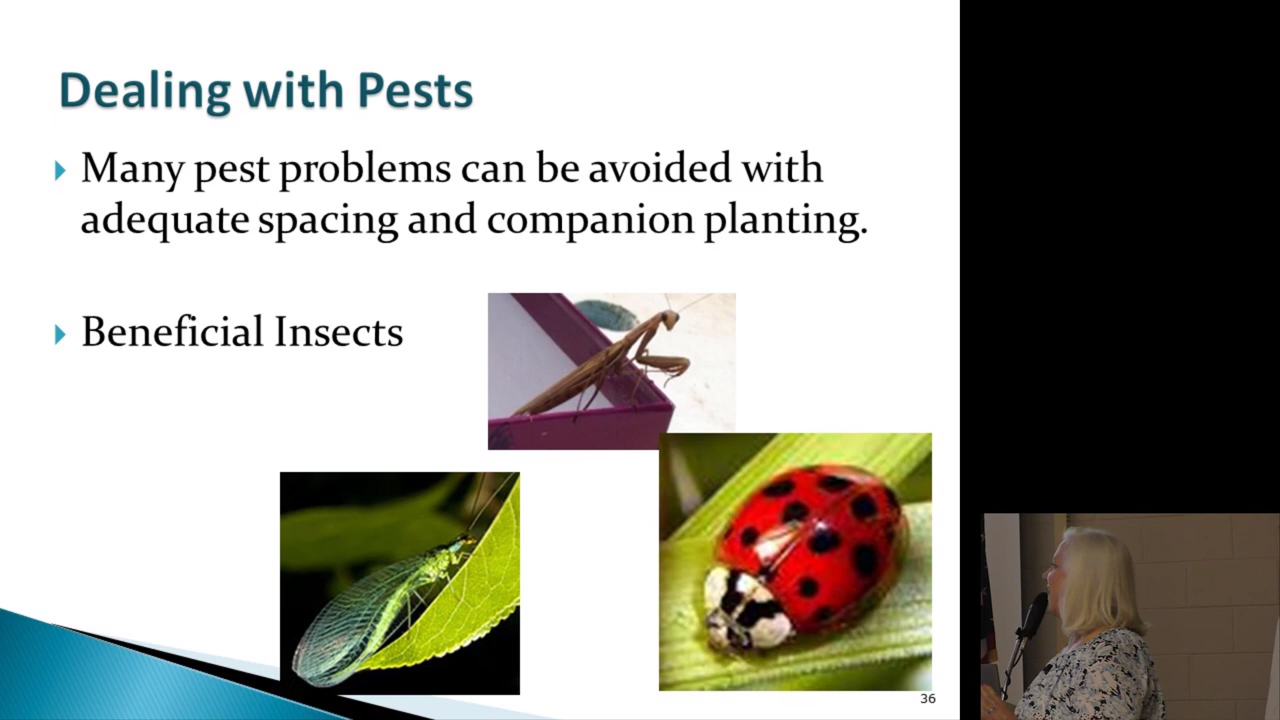 Dealing with Pests
Many pest problems can be avoided with
adequate spacing and companion planting.
Beneficial Insects
36